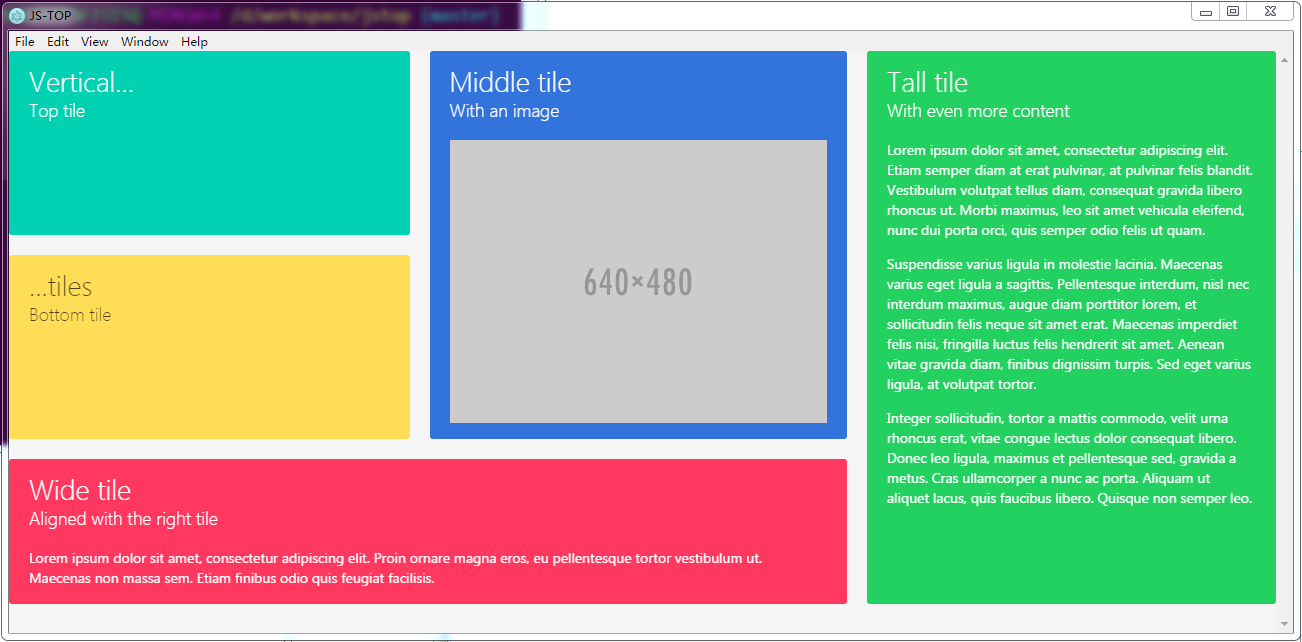 JS-TOP
/d/workspace/jstop (master)
File Edit View Window Help
Vertical...
Top tile
...tiles
Bottom tile
Middle tile
With an image
640×480
Wide tile
Aligned with the right tile
Lorem ipsum dolor sit amet, consectetur adipiscing elit. Proin ornare magna eros, eu pellentesque tortor vestibulum ut.
Maecenas non massa sem. Etiam finibus odio quis feugiat facilisis.
Tall tile
With even more content
Lorem ipsum dolor sit amet, consectetur adipiscing elit.
Etiam semper diam at erat pulvinar, at pulvinar felis blandit.
Vestibulum volutpat tellus diam, consequat gravida libero
rhoncus ut. Morbi maximus, leo sit amet vehicula eleifend,
nunc dui porta orci, quis semper odio felis ut quam.
Suspendisse varius ligula in molestie lacinia. Maecenas
varius eget ligula a sagittis. Pellentesque interdum, nisl nec
interdum maximus, augue diam porttitor lorem, et
sollicitudin felis neque sit amet erat. Maecenas imperdiet
felis nisi, fringilla luctus felis hendrerit sit amet. Aenean
vitae gravida diam, finibus dignissim turpis. Sed eget varius
ligula, at volutpat tortor.
Integer sollicitudin, tortor a mattis commodo, velit urna
rhoncus erat, vitae congue lectus dolor consequat libero.
Donec leo ligula, maximus et pellentesque sed, gravida a
metus. Cras ullamcorper a nunc ac porta. Aliquam ut
aliquet lacus, quis faucibus libero. Quisque non semper leo.